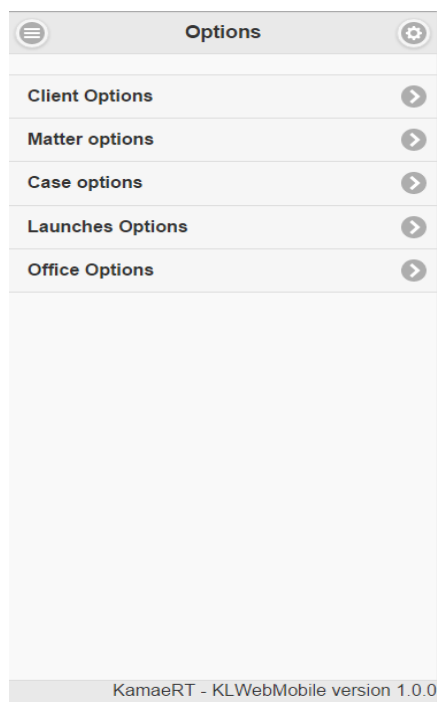 Options
Client Options
Matter options
Case options
Launches Options
Office Options
KamaeRT - KLWebMobile version 1.0.0